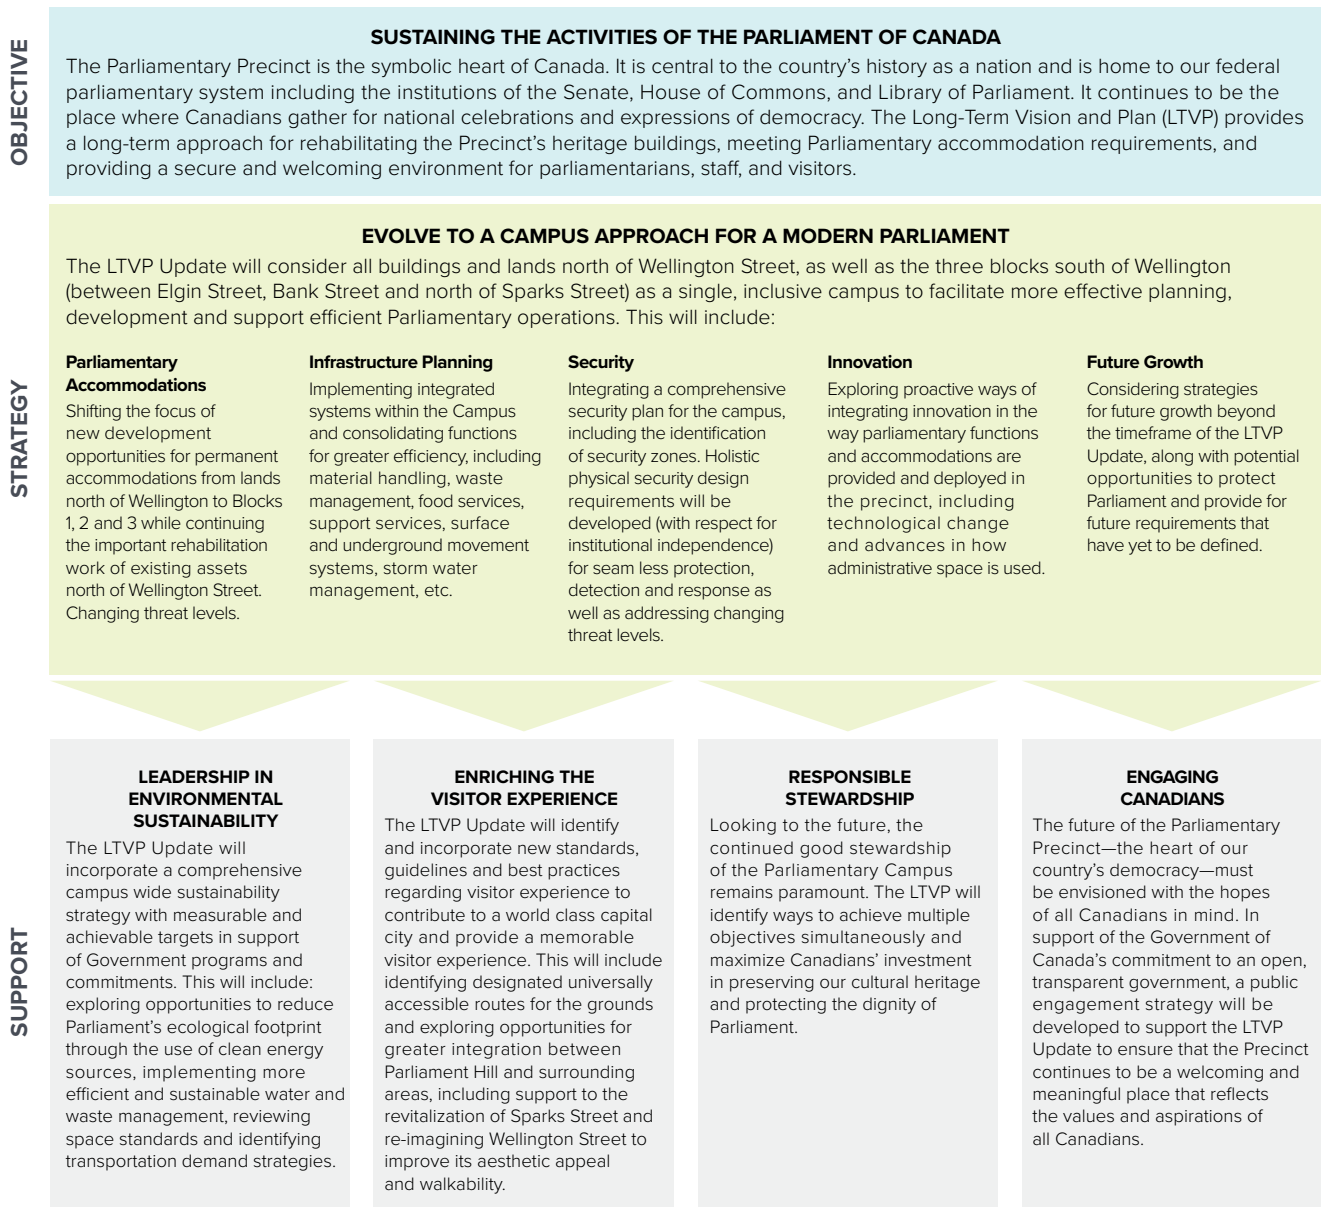 OBJECTIVE
SUSTAINING THE ACTIVITIES OF THE PARLIAMENT OF CANADA
The Parliamentary Precinct is the symbolic heart of Canada. It is central to the country’s history as a nation and is home to our federal
parliamentary system including the institutions of the Senate, House of Commons, and Library of Parliament. It continues to be the
place where Canadians gather for national celebrations and expressions of democracy. The Long-Term Vision and Plan (LTVP) provides
a long-term approach for rehabilitating the Precinct’s heritage buildings, meeting Parliamentary accommodation requirements, and
providing a secure and welcoming environment for parliamentarians, staff, and visitors.
STRATEGY
EVOLVE TO A CAMPUS APPROACH FOR A MODERN PARLIAMENT
The LTVP Update will consider all buildings and lands north of Wellington Street, as well as the three blocks south of Wellington
(between Elgin Street, Bank Street and north of Sparks Street) as a single, inclusive campus to facilitate more effective planning,
development and support efficient Parliamentary operations. This will include:
Parliamentary
Accommodations
Shifting the focus of
new development
opportunities for permanent
accommodations from lands
north of Wellington to Blocks
1, 2 and 3 while continuing
the important rehabilitation
work of existing assets
north of Wellington Street.
Changing threat levels.
Infrastructure Planning
Implementing integrated
systems within the Campus
and consolidating functions
for greater efficiency, including
material handling, waste
management, food services,
support services, surface
and underground movement
systems, storm water
management, etc.
Security
Integrating a comprehensive
security plan for the campus,
including the identification
of security zones. Holistic
physical security design
requirements will be
developed (with respect for
institutional independence)
for seam less protection,
detection and response as
well as addressing changing
threat levels.
Innovation
Exploring proactive ways of
integrating innovation in the
way parliamentary functions
and accommodations are
provided and deployed in
the precinct, including
technological change
and advances in how
administrative space is used.
Future Growth
Considering strategies
for future growth beyond
the timeframe of the LTVP
Update, along with potential
opportunities to protect
Parliament and provide for
future requirements that
have yet to be defined.
SUPPORT
LEADERSHIP IN
ENVIRONMENTAL
SUSTAINABILITY
The LTVP Update will
incorporate a comprehensive
campus wide sustainability
strategy with measurable and
achievable targets in support
of Government programs and
commitments. This will include:
exploring opportunities to reduce
Parliament’s ecological footprint
through the use of clean energy
sources, implementing more
efficient and sustainable water and
waste management, reviewing
space standards and identifying
transportation demand strategies.
ENRICHING THE
VISITOR EXPERIENCE
The LTVP Update will identify
and incorporate new standards,
guidelines and best practices
regarding visitor experience to
contribute to a world class capital
city and provide a memorable
visitor experience. This will include
identifying designated universally
accessible routes for the grounds
and exploring opportunities for
greater integration between
Parliament Hill and surrounding
areas, including support to the
revitalization of Sparks Street and
re-imagining Wellington Street to
improve its aesthetic appeal
and walkability.
RESPONSIBLE
STEWARDSHIP
Looking to the future, the
continued good stewardship
of the Parliamentary Campus
remains paramount. The LTVP will
identify ways to achieve multiple
objectives simultaneously and
maximize Canadians’ investment
in preserving our cultural heritage
and protecting the dignity of
Parliament.
ENGAGING
CANADIANS
The future of the Parliamentary
Precinct—the heart of our
country’s democracy—must
be envisioned with the hopes
of all Canadians in mind. In
support of the Government of
Canada’s commitment to an open,
transparent government, a public
engagement strategy will be
developed to support the LTVP
Update to ensure that the Precinct
continues to be a welcoming and
meaningful place that reflects
the values and aspirations of
all Canadians.